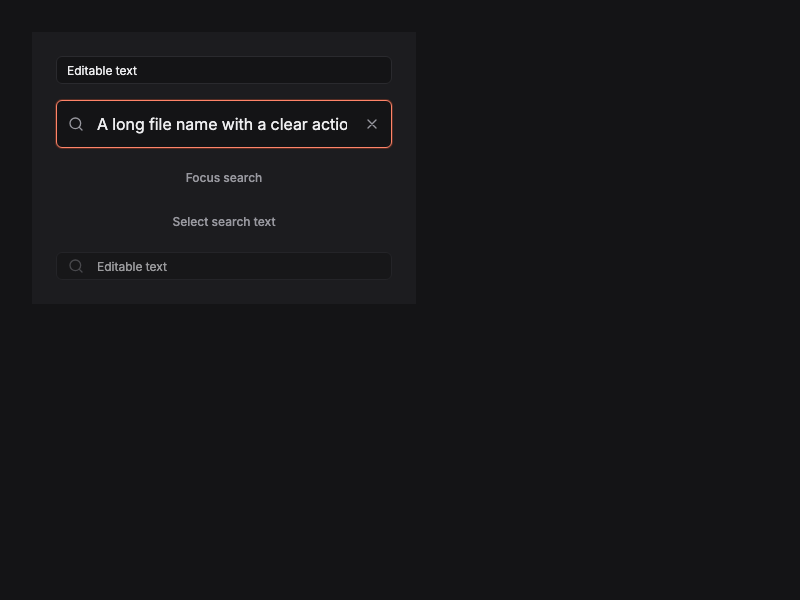 Editable text
A long file name with a clear actio
Focus search
Select search text
Editable text